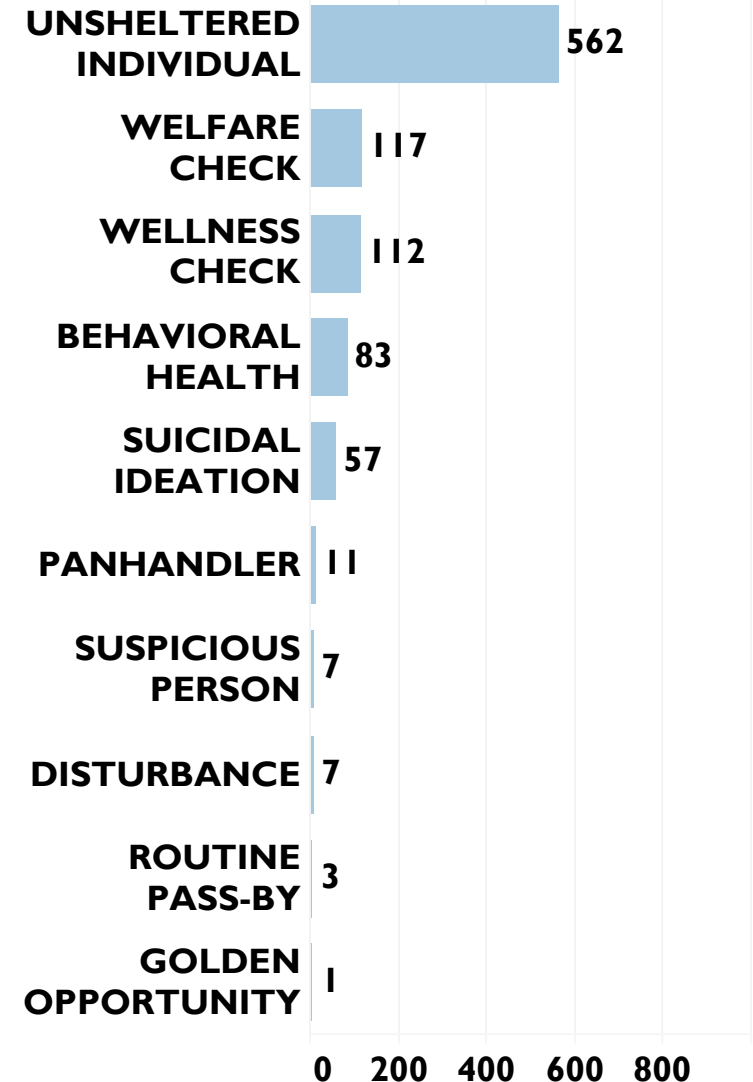 UNSHELTERED
INDIVIDUAL
562
WELFARE
CHECK
117
WELLNESS
CHECK
112
BEHAVIORAL
HEALTH
83
SUICIDAL
IDEATION
57
PANHANDLER
11
SUSPICIOUS
PERSON
7
DISTURBANCE
7
ROUTINE
PASS-BY
3
GOLDEN
OPPORTUNITY
1
0 200 400 600 800